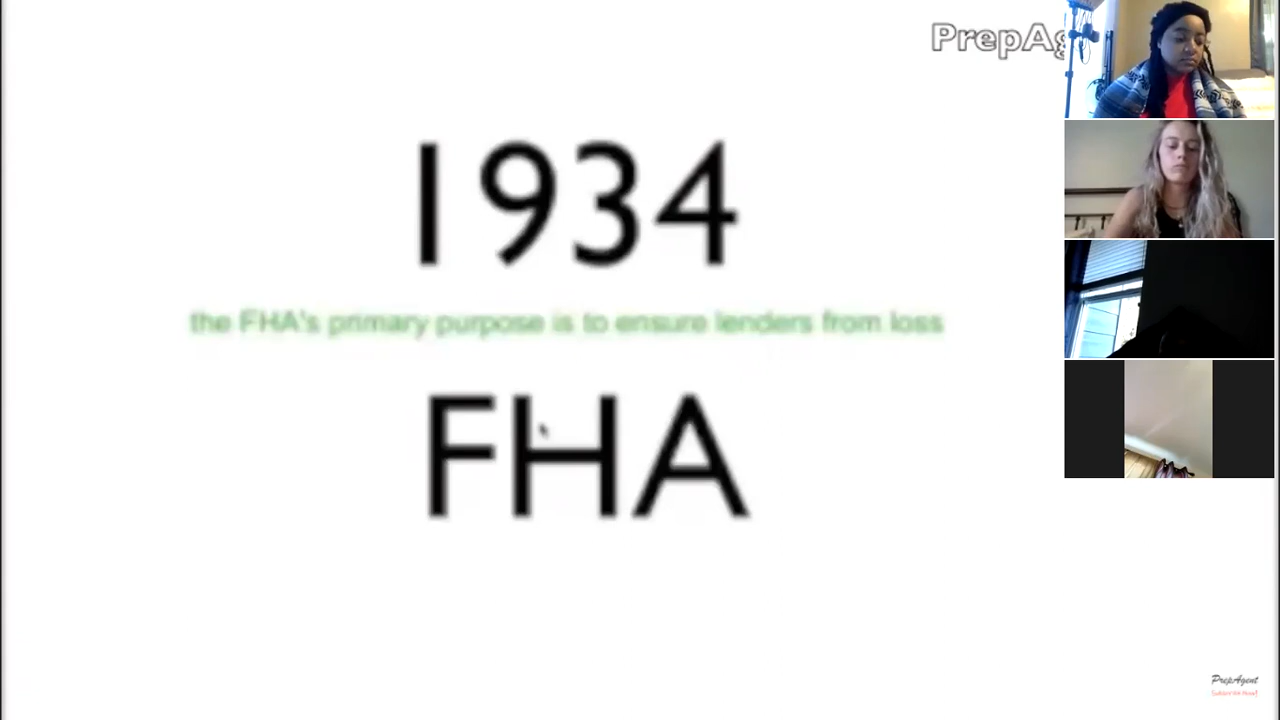 PrepAg
1934
the FHA's primary purpose is to ensure lenders from loss
FHA
PrepAgent